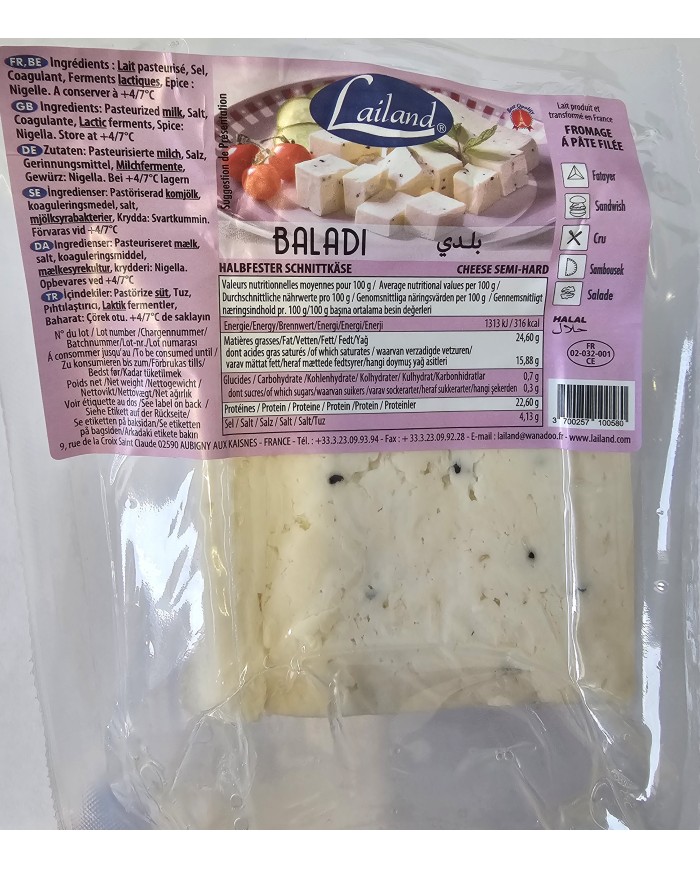 FR,BE Ingrédients : Lait pasteurisé, Sel,
Coagulant, Ferments lactiques, Epice :
Nigelle. A conserver à +4/7°C
GB Ingredients: Pasteurized milk, Salt,
Coagulante, Lactic ferments, Spice:
Nigella. Store at +4/7°C
DE Zutaten: Pasteurisierte milch, Salz,
Gerinnungsmittel, Milchfermente,
Gewürz: Nigella. Bei +4/7°C lagern
SE Ingredienser: Pastöriserad komjölk,
koaguleringsmedel, salt,
mjölksyrabakterier, Krydda: Svartkummin.
Förvaras vid +4/7°C
DA Ingredienser: Pasteuriseret mælk,
salt, koaguleringsmiddel,
mælkesyrekultur, krydderi: Nigella.
Opbevares ved +4/7°C
TR İçindekiler: Pastörize süt, Tuz,
Pıhtılaştırıcı, Laktik fermentler,
Baharat: Çörek otu. +4/7°C de saklayın
N° du lot / Lot number /Chargennummer/
Batchnummer/Lot-nr./Lot numarası
À consommer jusqu'au /To be consumed until /
Zu konsumieren bis zum/Förbrukas tills/
Bedst før/Kadar tüketilmek
Poids net /Net weight /Nettogewicht /
Nettovikt/Nettovægt/Net ağırlık
Voir étiquette au dos /See label on back /
Siehe Etikett auf der Rückseite/
Se etiketten på baksidan/Se etiketten
på bagsiden/Arkadaki etikete bakın
Suggestion de Présentation
Lailand®
Best Quality
BALADI بلدي
HALBFESTER SCHNITTKÄSE CHEESE SEMI-HARD
Valeurs nutritionnelles moyennes pour 100 g / Average nutritional values per 100 g /
Durchschnittliche nährwerte pro 100 g / Genomsnittliga näringsvärden per 100 g / Gennemsnitligt
næringsindhold pr. 100 g/100 g başına ortalama besin değerleri
Energie/Energy/Brennwert/Energi/Energi/Enerji 1313 kJ / 316 kcal
Matières grasses/Fat/Vetten/Fett/ Fedt/Yağ 24,60 g
dont acides gras saturés /of which saturates / waarvan verzadigde vetzuren/
varav mättat fett/heraf mættede fedtsyrer/hangi doymuş yağ asitleri 15,88 g
Glucides / Carbohydrate /Kohlenhydrate/ Kolhydrater/ Kulhydrat/Karbonhidratlar 0,7 g
dont sucres/of which sugars/waarvan suikers /varav sockerarter/heraf sukkerarter/hangi şekerden 0,3 g
Protéines / Protein / Proteine / Protein /Protein / Proteinler 22,60 g
Sel / Salt / Salz / Salt / Salt/Tuz 4,13 g
Lait produit et
transformé en France
FROMAGE
À PÂTE FILÉE
Fatayer
Sandwish
Cru
Sambousek
Salade
HALAL
حلال
FR
02-032-001
CE
3 700257 100580
9, rue de la Croix Saint Claude 02590 AUBIGNY AUX KAISNES - FRANCE - Tél. : +33.3.23.09.93.94 - Fax : + 33.3.23.09.92.28 - E-mail : lailand@wanadoo.fr - www.lailand.com